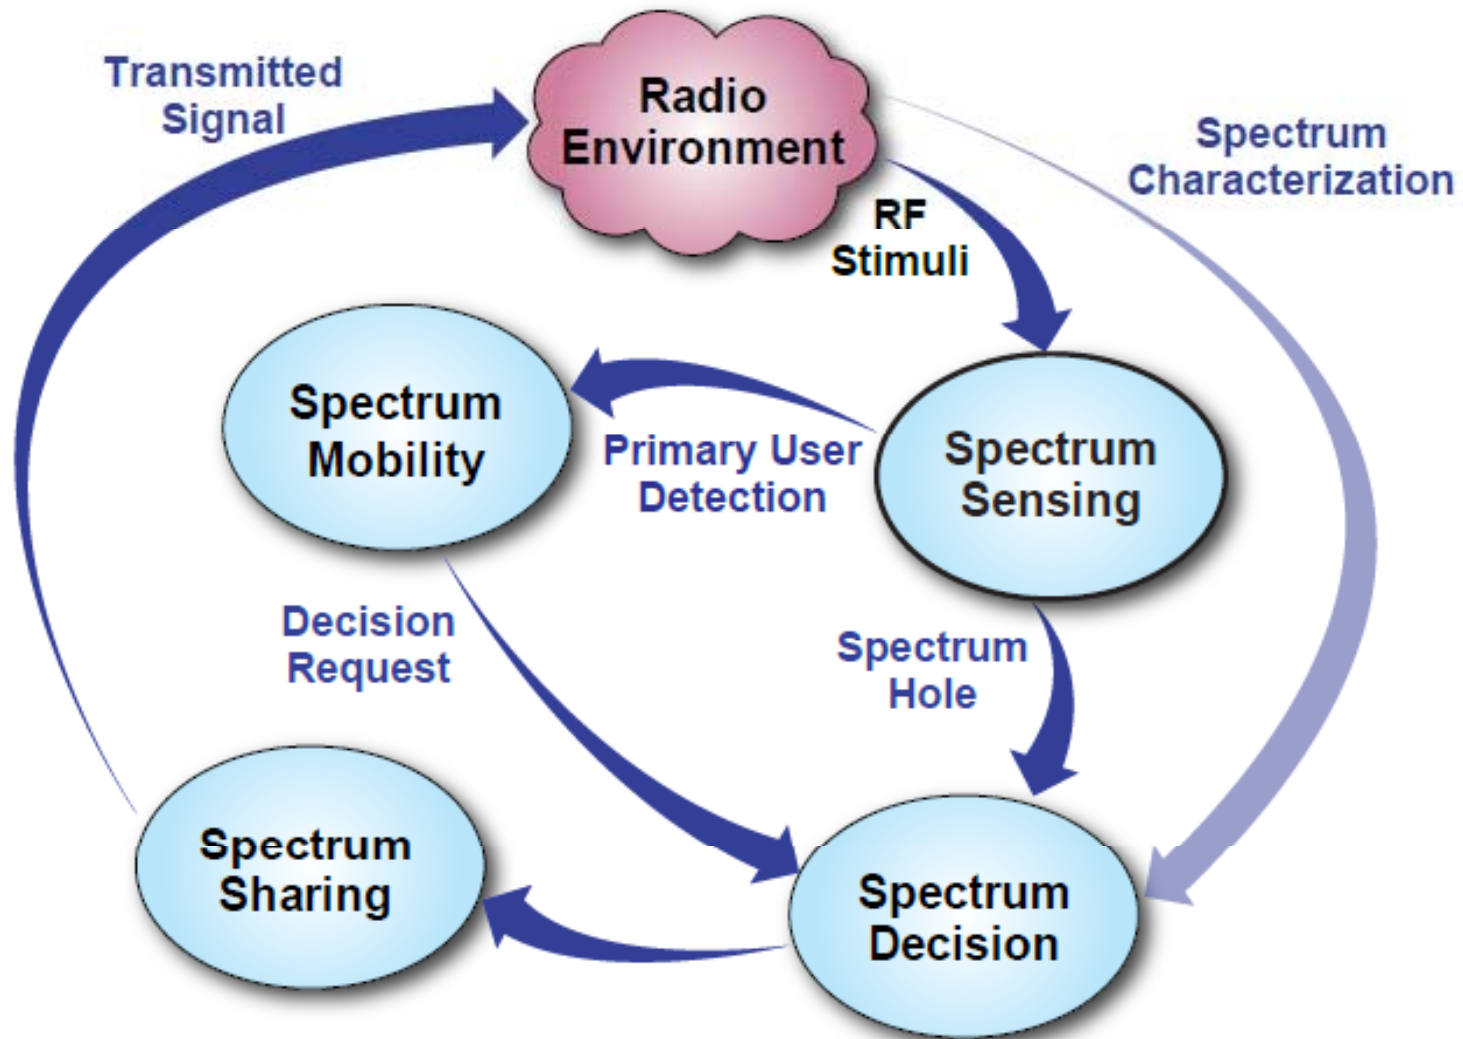 Transmitted
Signal
Radio
Environment
Spectrum
Characterization
RF
Stimuli
Spectrum
Mobility
Primary User
Detection
Spectrum
Sensing
Decision
Request
Spectrum
Hole
Spectrum
Sharing
Spectrum
Decision